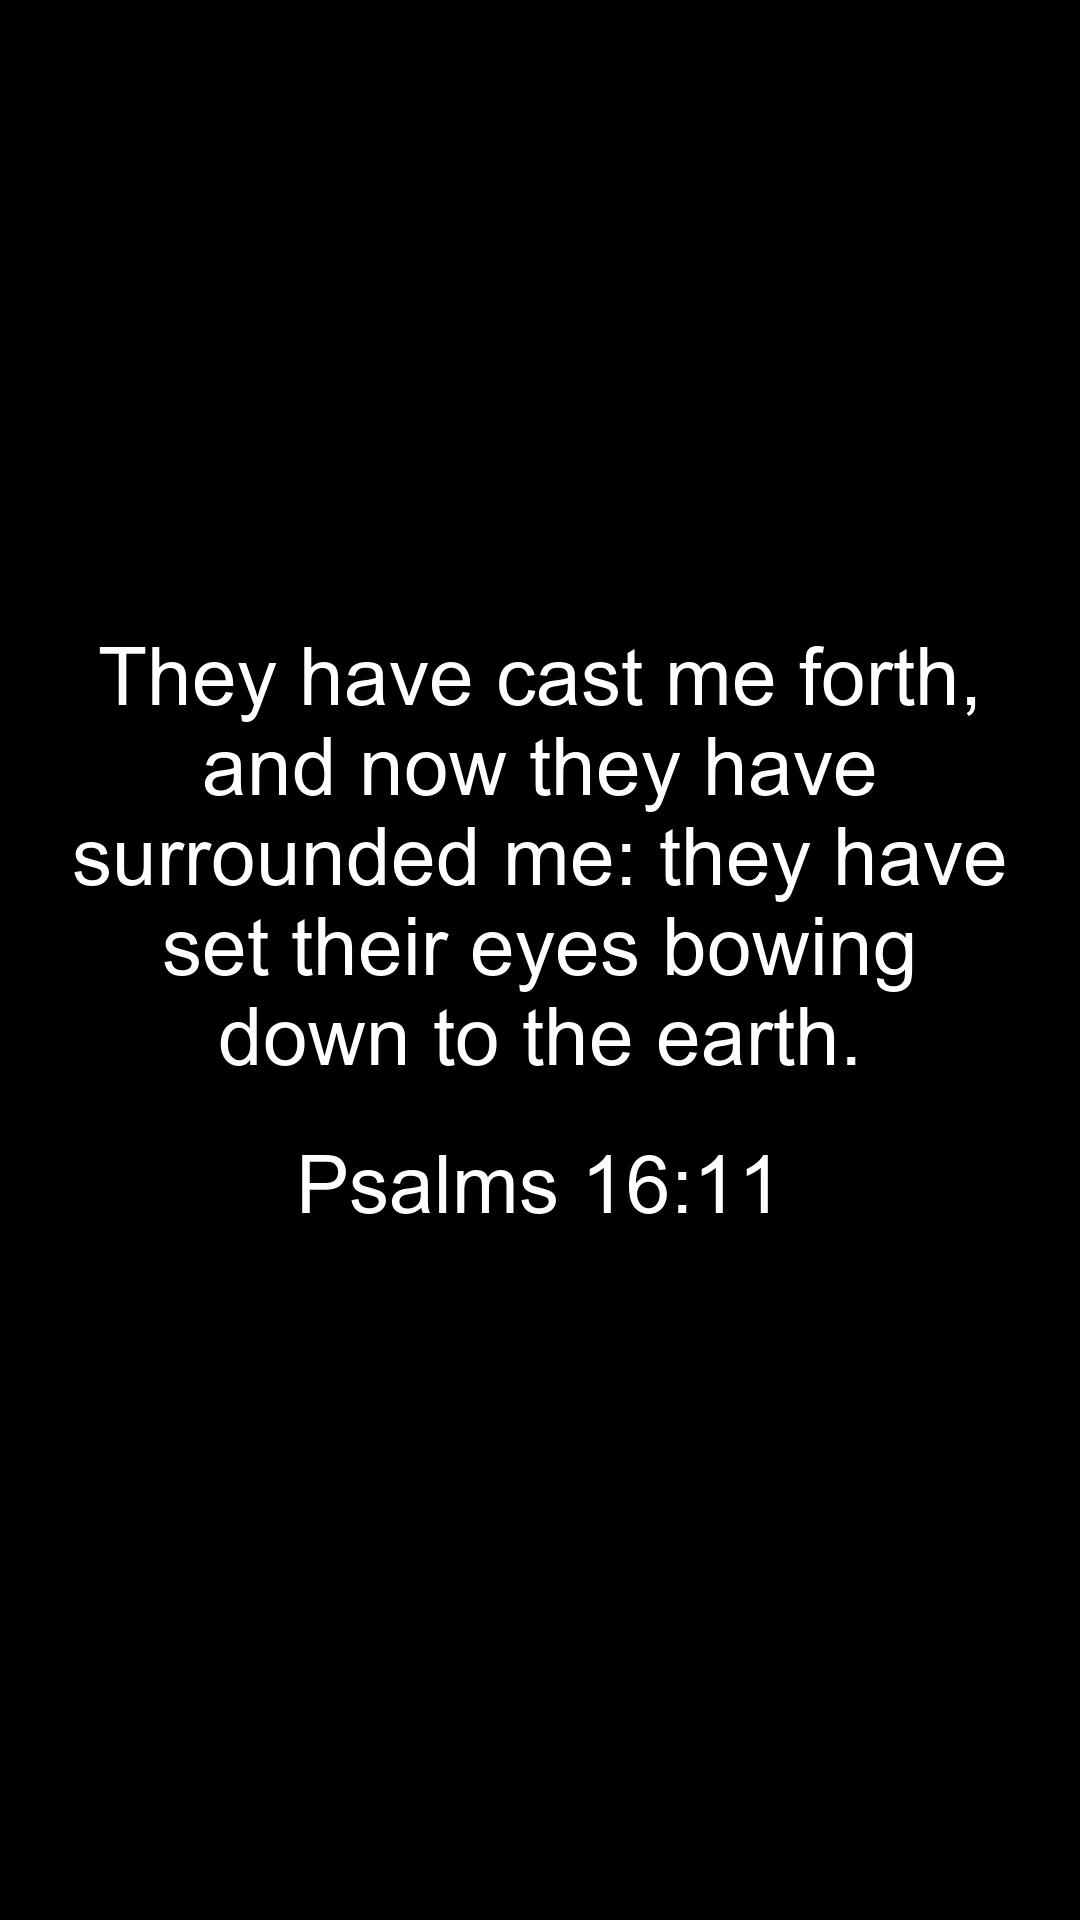 They have cast me forth,
and now they have
surrounded me: they have
set their eyes bowing
down to the earth.
Psalms 16:11